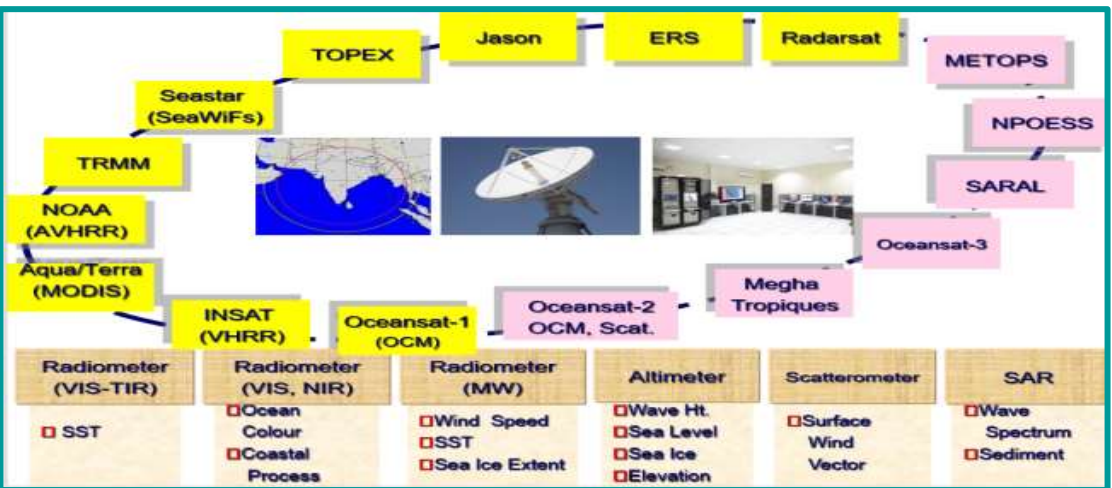 Jason
ERS
Radarsat
TOPEX
METOPS
Seastar
(SeaWiFs)
NPOESS
TRMM
SARAL
NOAA
(AVHRR)
Oceansat-3
Aqua/Terra
(MODIS)
Megha
Tropiques
INSAT
(VHRR)
Oceansat-1
(OCM)
Oceansat-2
OCM, Scat.
Radiometer
(VIS-TIR)
SST
Radiometer
(VIS, NIR)
Ocean
Colour
Coastal
Process
Radiometer
(MW)
Wind Speed
SST
Sea Ice Extent
Altimeter
Wave Ht.
Sea Level
Sea Ice
Elevation
Scatterometer
Surface
Wind
Vector
SAR
Wave
Spectrum
Sediment